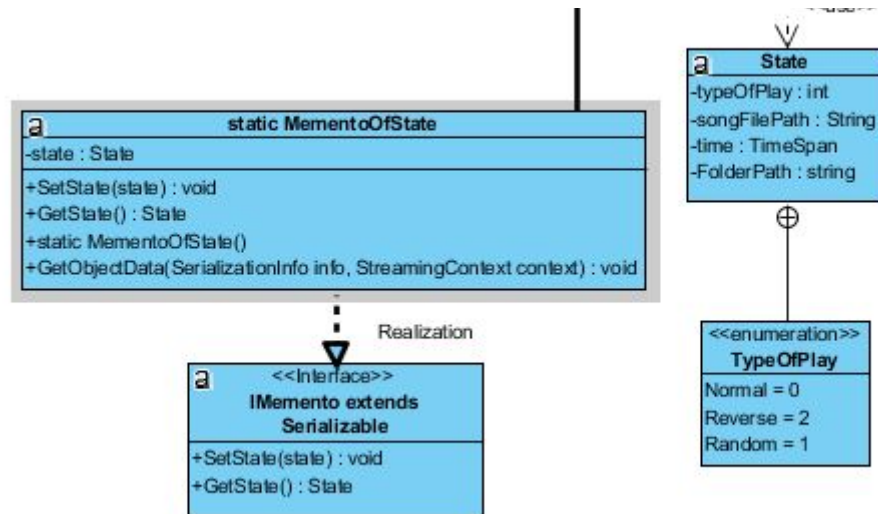 <<use>>
a
static MementoOfState
-state : State
+SetState(state) : void
+GetState() : State
+static MementoOfState()
+GetObjectData(SerializationInfo info, StreamingContext context) : void
Realization
a
<<Interface>>
IMemento extends
Serializable
+SetState(state) : void
+GetState() : State
a
State
-typeOfPlay : int
-songFilePath : String
-time : TimeSpan
-FolderPath : string
<<enumeration>>
TypeOfPlay
Normal = 0
Reverse = 2
Random = 1